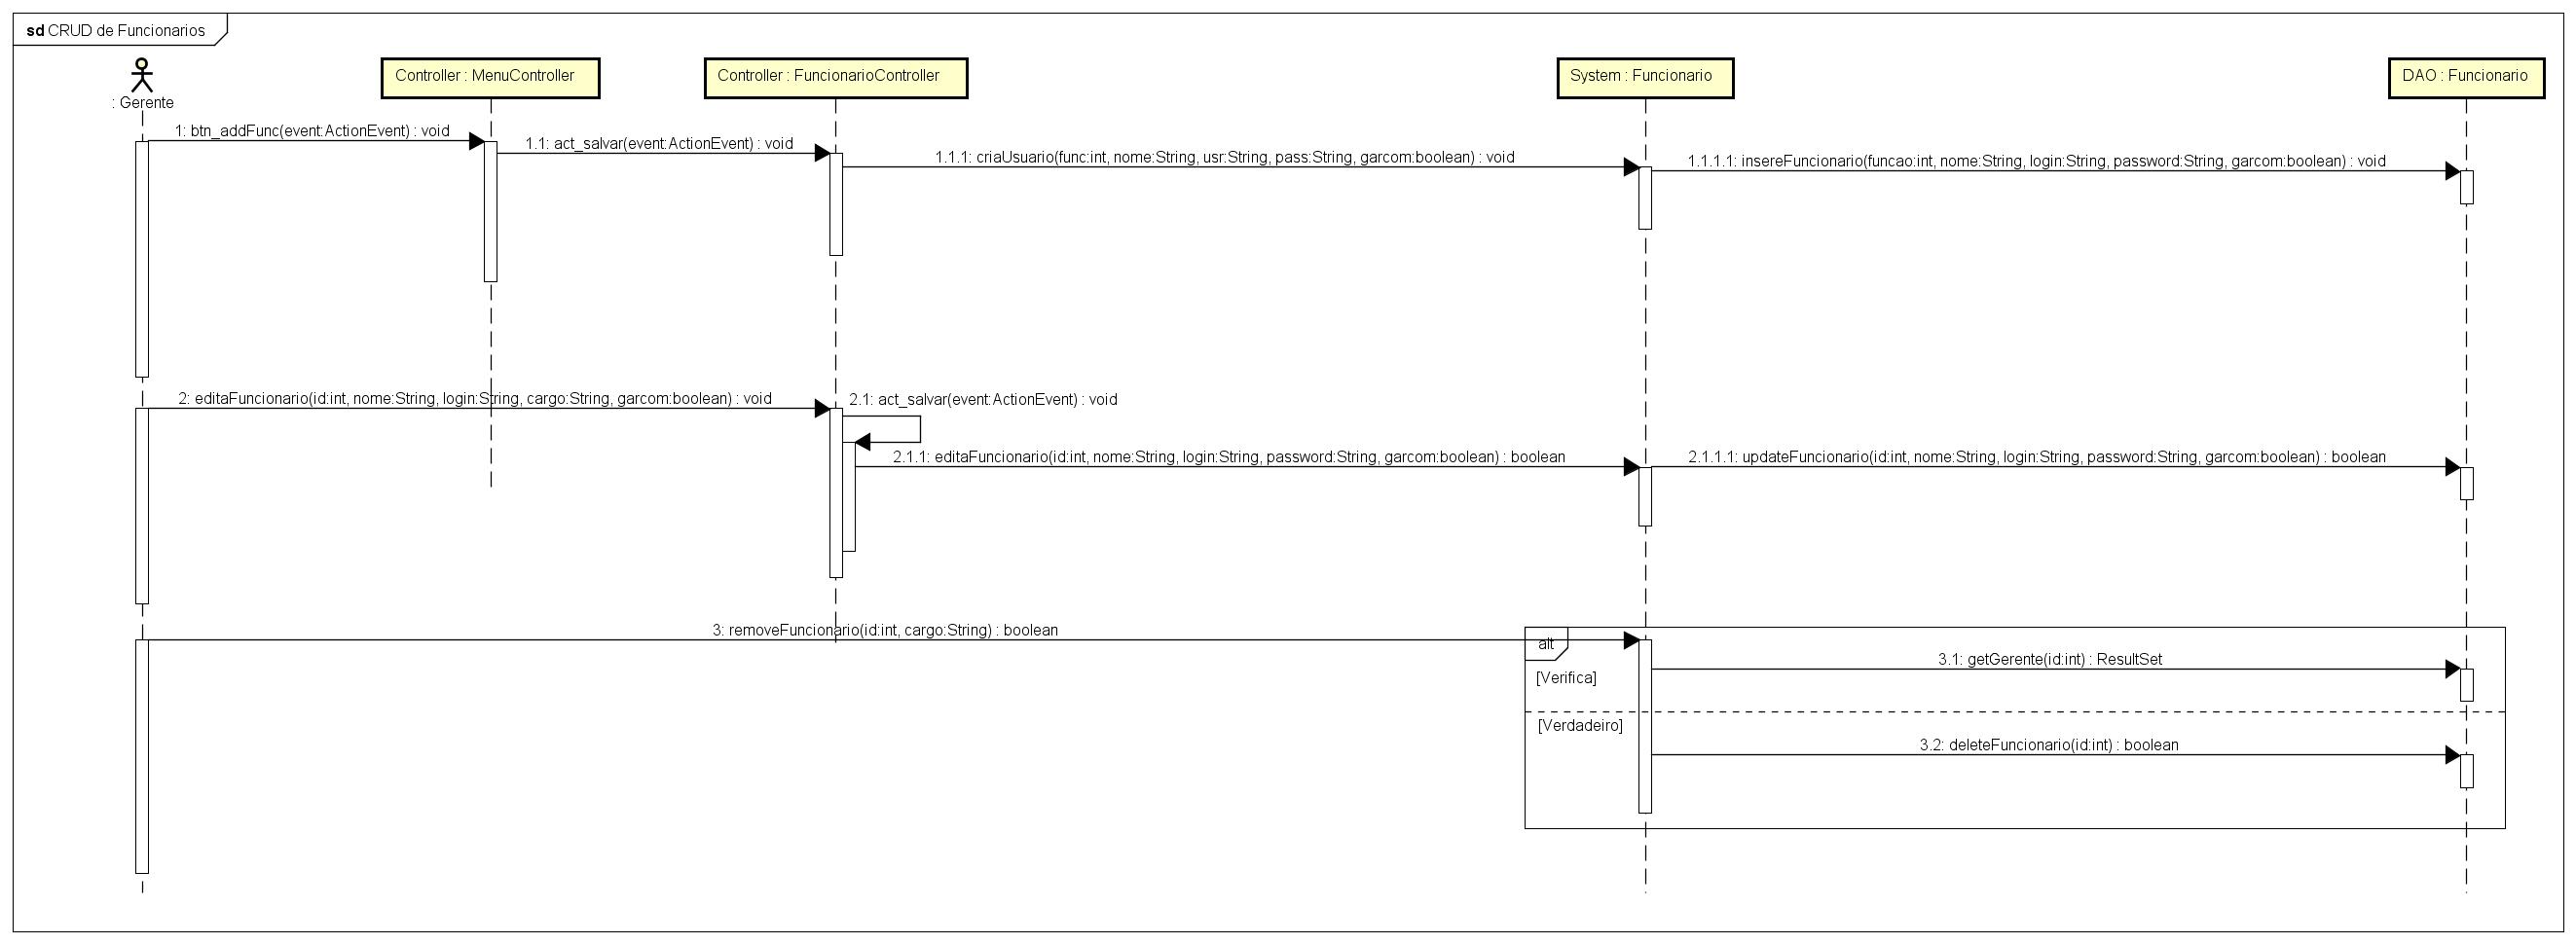 sd CRUD de Funcionarios
: Gerente
Controller : MenuController
Controller : FuncionarioController
System : Funcionario
DAO : Funcionario
1: btn_addFunc(event:ActionEvent) : void
1.1: act_salvar(event:ActionEvent) : void
1.1.1: criaUsuario(func:int, nome:String, usr:String, pass:String, garcom:boolean) : void
1.1.1.1: insereFuncionario(funcao:int, nome:String, login:String, password:String, garcom:boolean) : void
2: editaFuncionario(id:int, nome:String, login:String, cargo:String, garcom:boolean) : void
2.1: act_salvar(event:ActionEvent) : void
2.1.1: editaFuncionario(id:int, nome:String, login:String, password:String, garcom:boolean) : boolean
2.1.1.1: updateFuncionario(id:int, nome:String, login:String, password:String, garcom:boolean) : boolean
3: removeFuncionario(id:int, cargo:String) : boolean
alt
3.1: getGerente(id:int) : ResultSet
[Verifica]
[Verdadeiro]
3.2: deleteFuncionario(id:int) : boolean